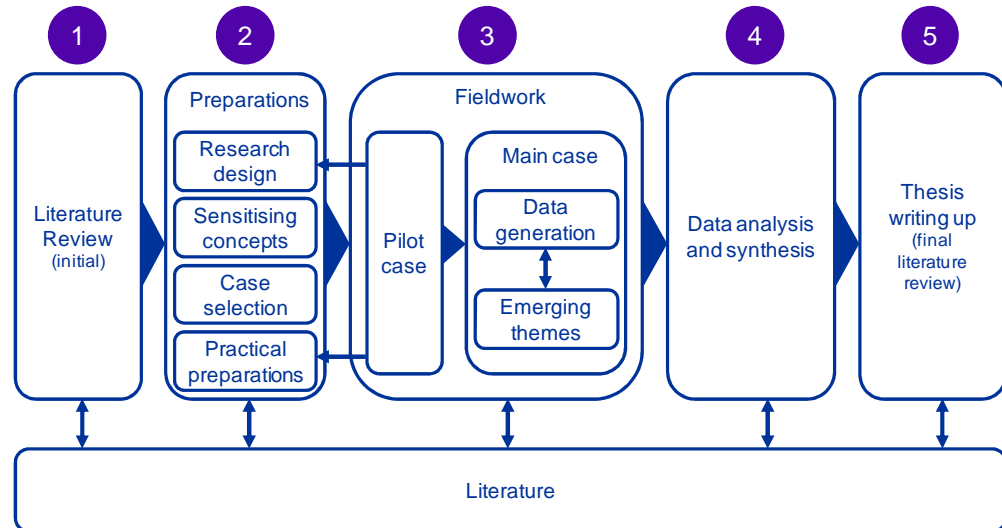 1
2
3
4
5
Literature
Review
(initial)
Preparations
Research
design
Sensitising
concepts
Case
selection
Practical
preparations
Fieldwork
Pilot
case
Main case
Data
generation
Emerging
themes
Data analysis
and synthesis
Thesis
writing up
(final
literature
review)
Literature